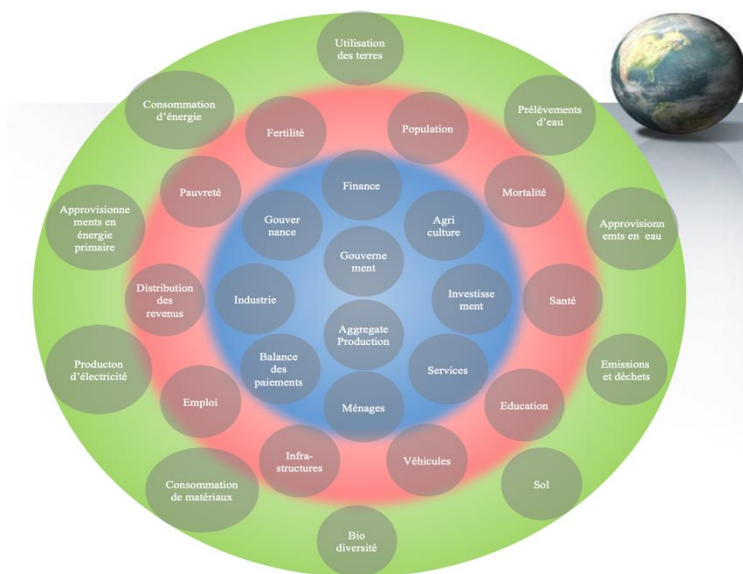 Utilisation
des terres
Consommation
d'énergie
Prélèvements
d'eau
Fertilité
Population
Pauvreté
Finance
Mortalité
Approvisionne
ments en
énergie
primaire
Gouver
nance
Agri
culture
Approvisionn
emts en eau
Gouverne
ment
Distribution
des
revenus
Industrie
Investisse
ment
Santé
Aggregate
Production
Producton
d'électricité
Balance
des
paiements
Services
Emissions
et déchets
Emploi
Ménages
Education
Infra-
structures
Véhicules
Consommation
de matériaux
Sol
Bio
diversité